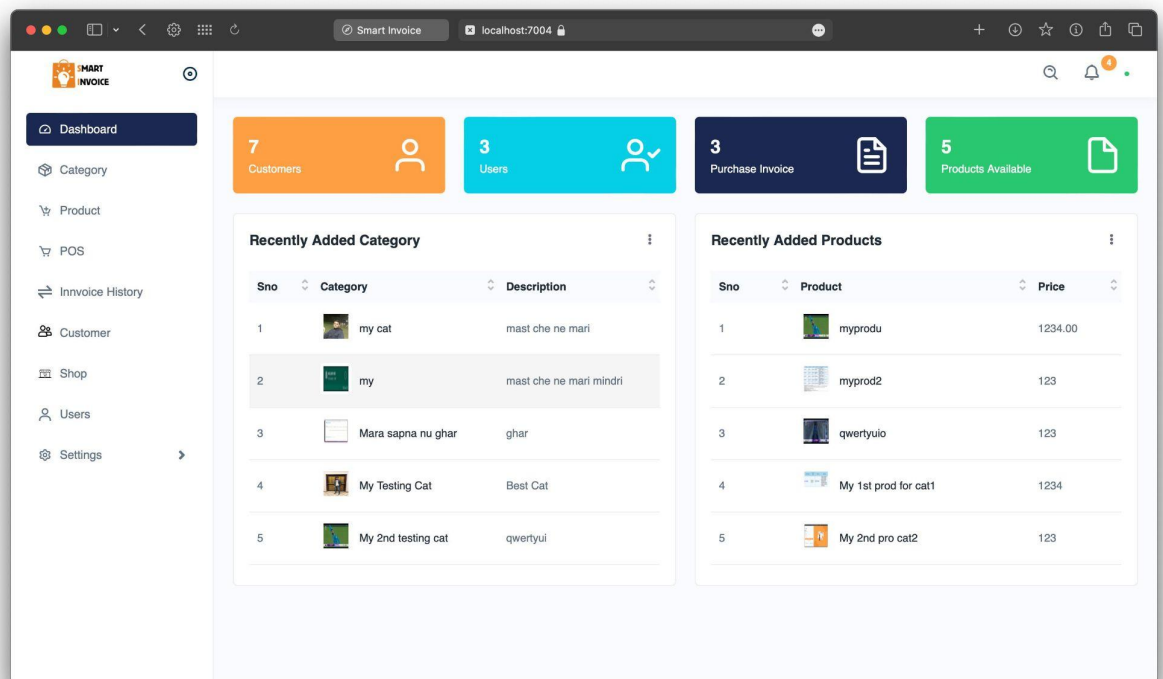 Smart Invoice
localhost:7004
SMART
INVOICE
4
Dashboard
Category
Product
POS
Innvoice History
Customer
Shop
Users
Settings
7
Customers
3
Users
3
Purchase Invoice
5
Products Available
Recently Added Category
Sno Category Description
1 my cat mast che ne mari
2 my mast che ne mari mindri
3 Mara sapna nu ghar ghar
4 My Testing Cat Best Cat
5 My 2nd testing cat qwertyui
Recently Added Products
Sno Product Price
1 myprodu 1234.00
2 myprod2 123
3 qwertyuio 123
4 My 1st prod for cat1 1234
5 My 2nd pro cat2 123